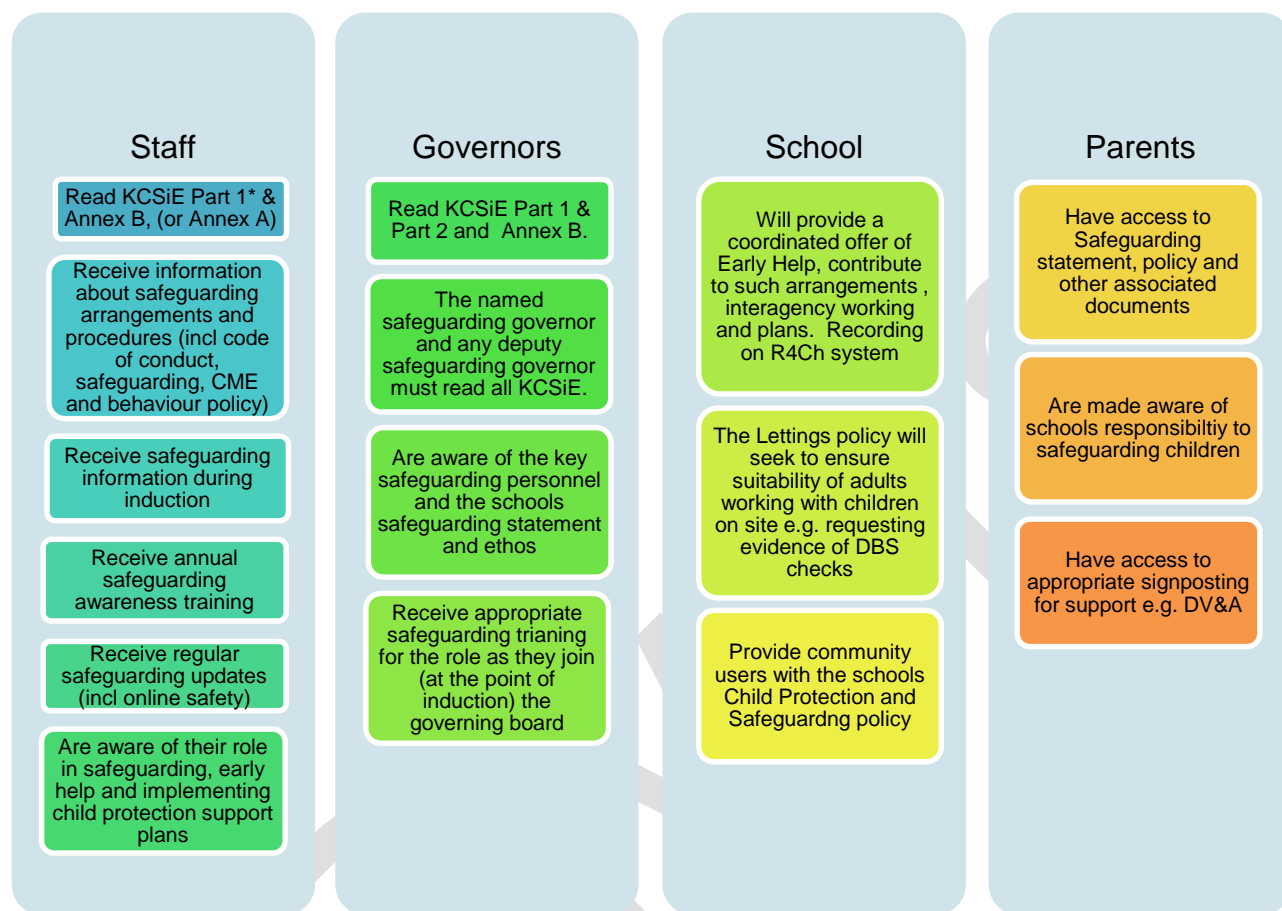 Staff
Read KCSiE Part 1* &
Annex B, (or Annex A)
Receive information
about safeguarding
arrangements and
procedures (incl code
of conduct,
safeguarding, CME
and behaviour policy)
Receive safeguarding
information during
induction
Receive annual
safeguarding
awareness training
Receive regular
safeguarding updates
(incl online safety)
Are aware of their role
in safeguarding, early
help and implementing
child protection support
plans
Governors
Read KCSiE Part 1 &
Part 2 and  Annex B.
The named
safeguarding governor
and any deputy
safeguarding governor
must read all KCSiE.
Are aware of the key
safeguarding personnel
and the schools
safeguarding statement
and ethos
Receive appropriate
safeguarding trianing
for the role as they join
(at the point of
induction) the
governing board
School
Will provide a
coordinated offer of
Early Help, contribute
to such arrangements ,
interagency working
and plans.  Recording
on R4Ch system
The Lettings policy will
seek to ensure
suitability of adults
working with children
on site e.g. requesting
evidence of DBS
checks
Provide community
users with the schools
Child Protection and
Safeguardng policy
Parents
Have access to
Safeguarding
statement, policy and
other associated
documents
Are made aware of
schools responsibiltiy to
safeguarding children
Have access to
appropriate signposting
for support e.g. DV&A